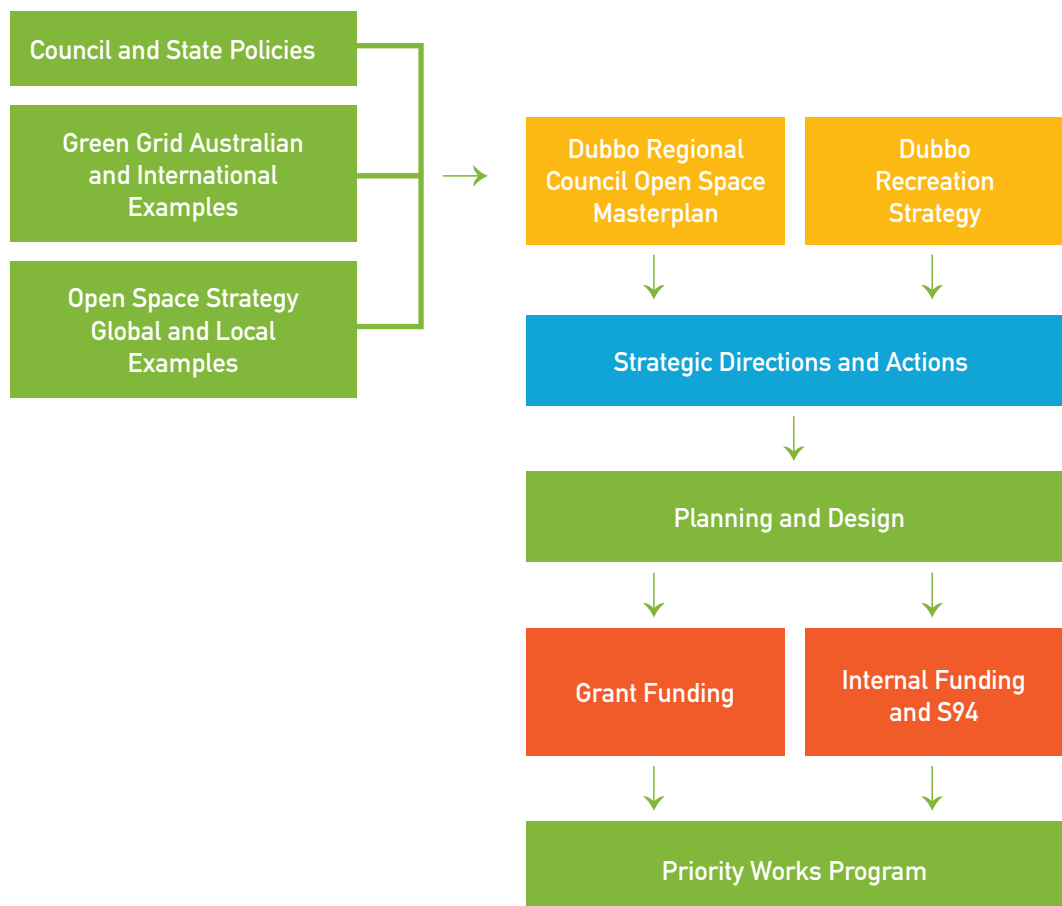 Council and State Policies
Green Grid Australian
and International
Examples
Open Space Strategy
Global and Local
Examples
Dubbo Regional
Council Open Space
Masterplan
Dubbo
Recreation
Strategy
Strategic Directions and Actions
Planning and Design
Grant Funding
Internal Funding
and S94
Priority Works Program